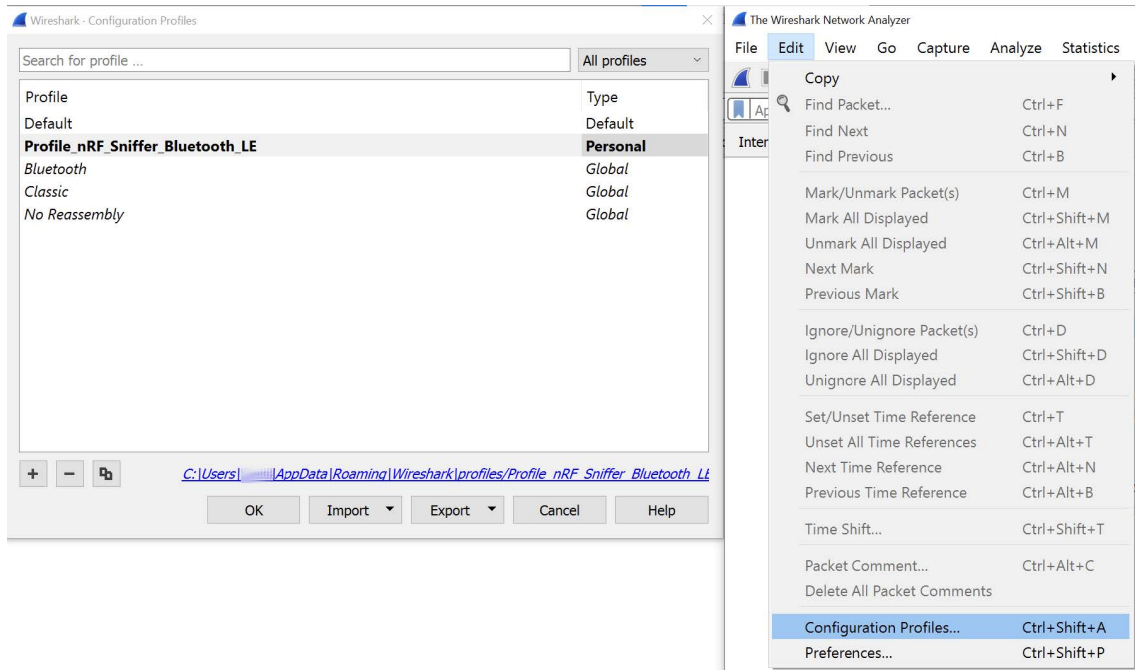 Wireshark - Configuration Profiles
Search for profile ...
All profiles
Profile Type
Default Default
Profile_nRF_Sniffer_Bluetooth_LE Personal
Bluetooth Global
Classic Global
No Reassembly Global
C:\Users\ \AppData\Roaming\Wireshark\profiles/Profile_nRF_Sniffer_Bluetooth_LE
OK Import Export Cancel Help
The Wireshark Network Analyzer
File Edit View Go Capture Analyze Statistics
Ap
Inter
Copy
Find Packet... Ctrl+F
Find Next Ctrl+N
Find Previous Ctrl+B
Mark/Unmark Packet(s) Ctrl+M
Mark All Displayed Ctrl+Shift+M
Unmark All Displayed Ctrl+Alt+M
Next Mark Ctrl+Shift+N
Previous Mark Ctrl+Shift+B
Ignore/Unignore Packet(s) Ctrl+D
Ignore All Displayed Ctrl+Shift+D
Unignore All Displayed Ctrl+Alt+D
Set/Unset Time Reference Ctrl+T
Unset All Time References Ctrl+Alt+T
Next Time Reference Ctrl+Alt+N
Previous Time Reference Ctrl+Alt+B
Time Shift... Ctrl+Shift+T
Packet Comment... Ctrl+Alt+C
Delete All Packet Comments
Configuration Profiles... Ctrl+Shift+A
Preferences... Ctrl+Shift+P